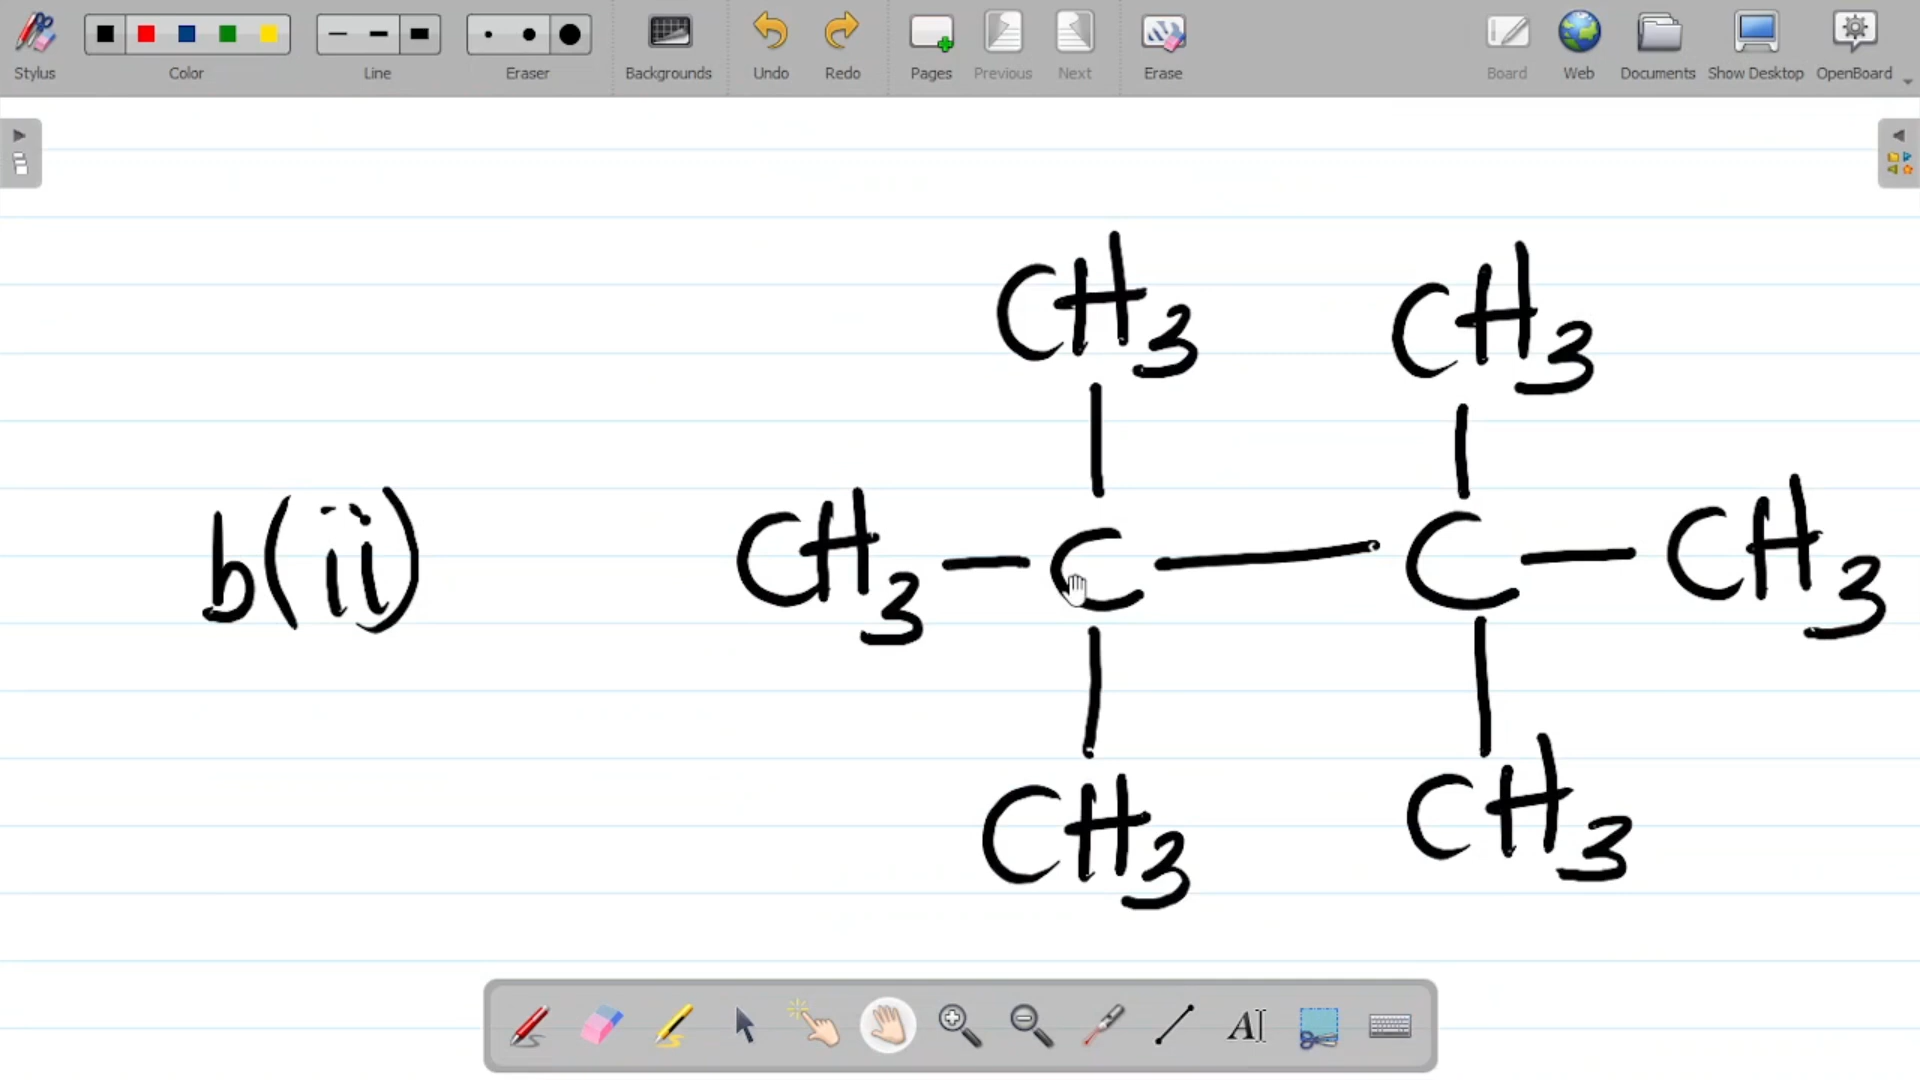 Stylus Color Line Eraser Backgrounds Undo Redo Pages Previous Next Erase Board Web Documents Show Desktop OpenBoard
CH3 CH3
b(ii) CH3 — C — C — CH3
CH3 CH3
A